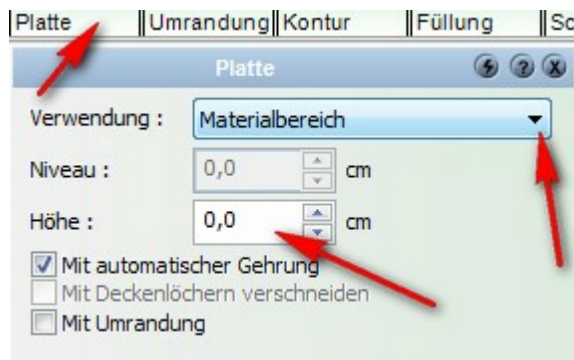 Platte Umrandung Kontur Füllung Sc
Platte
Verwendung : Materialbereich
Niveau : 0,0 cm
Höhe : 0,0 cm
Mit automatischer Gehrung
Mit Deckenlöchern verschneiden
Mit Umrandung